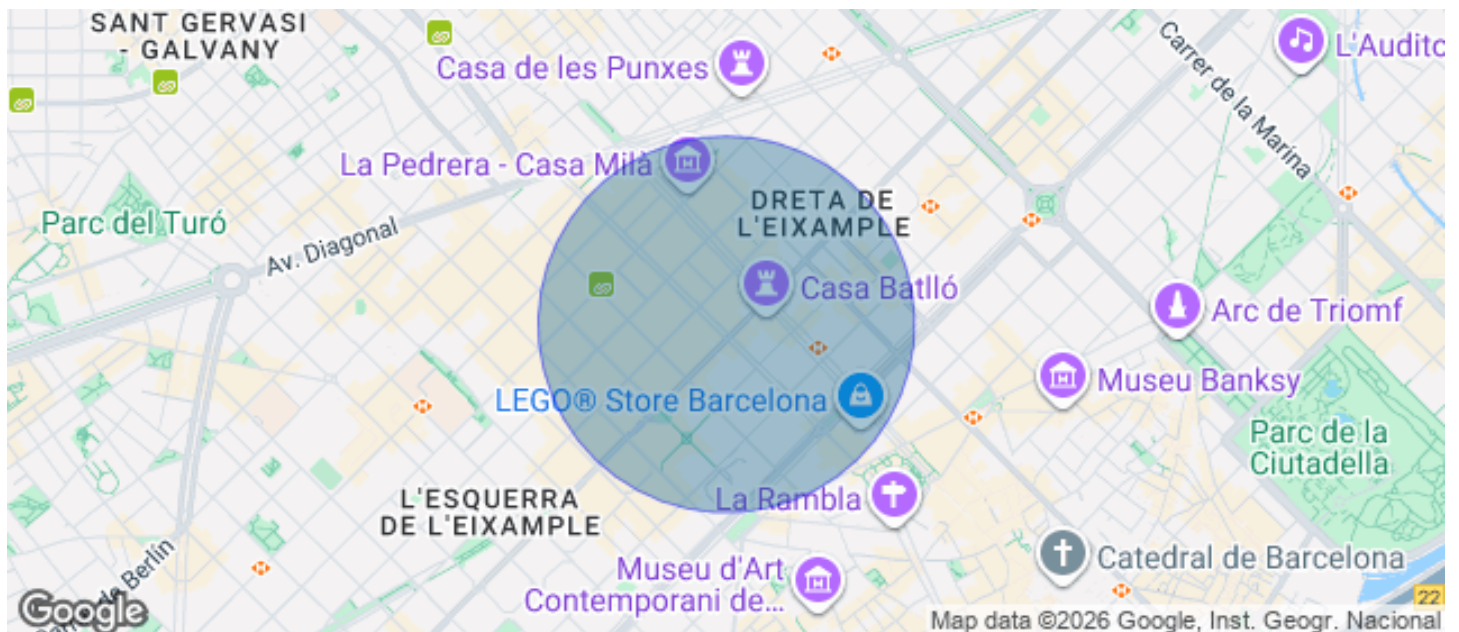 SANT GERVASI
- GALVANY
Casa de les Punxes
L'Audito
Carrer de la Marina
La Pedrera - Casa Milà
DRETA DE
L'EIXAMPLE
Parc del Turó
Av. Diagonal
Casa Batlló
Arc de Triomf
Museu Banksy
LEGO® Store Barcelona
Parc de la
Ciutadella
La Rambla
L'ESQUERRA
DE L'EIXAMPLE
Catedral de Barcelona
Museu d'Art
Contemporani de...
de Berlín
22
Google
Map data ©2026 Google, Inst. Geogr. Nacional